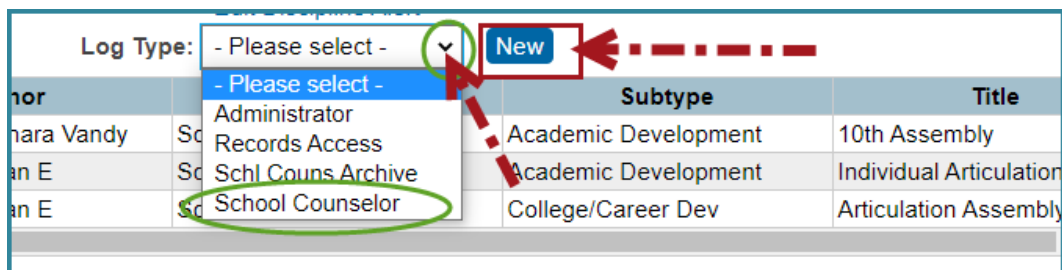 Log Type: - Please select - New
- Please select -
Administrator
Records Access
Schl Couns Archive
School Counselor
Subtype Title
Vandy Academic Development 10th Assembly
E Academic Development Individual Articulation
E College/Career Dev Articulation Assembly